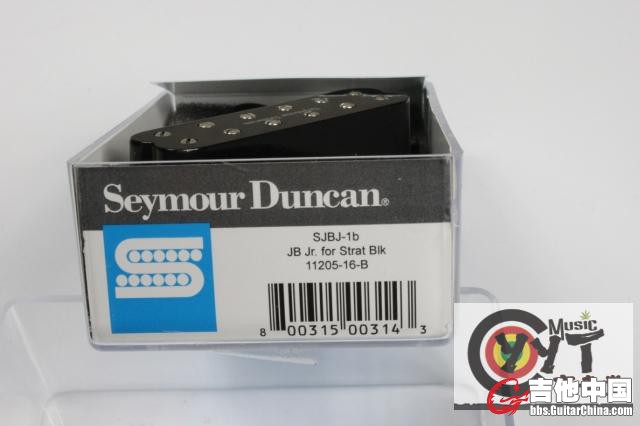 Seymour Duncan®
SJBJ-1b
JB Jr. for Strat Blk
11205-16-B
8 00315 00314 3
Music
YYT
吉他中国
bbs.GuitarChina.com